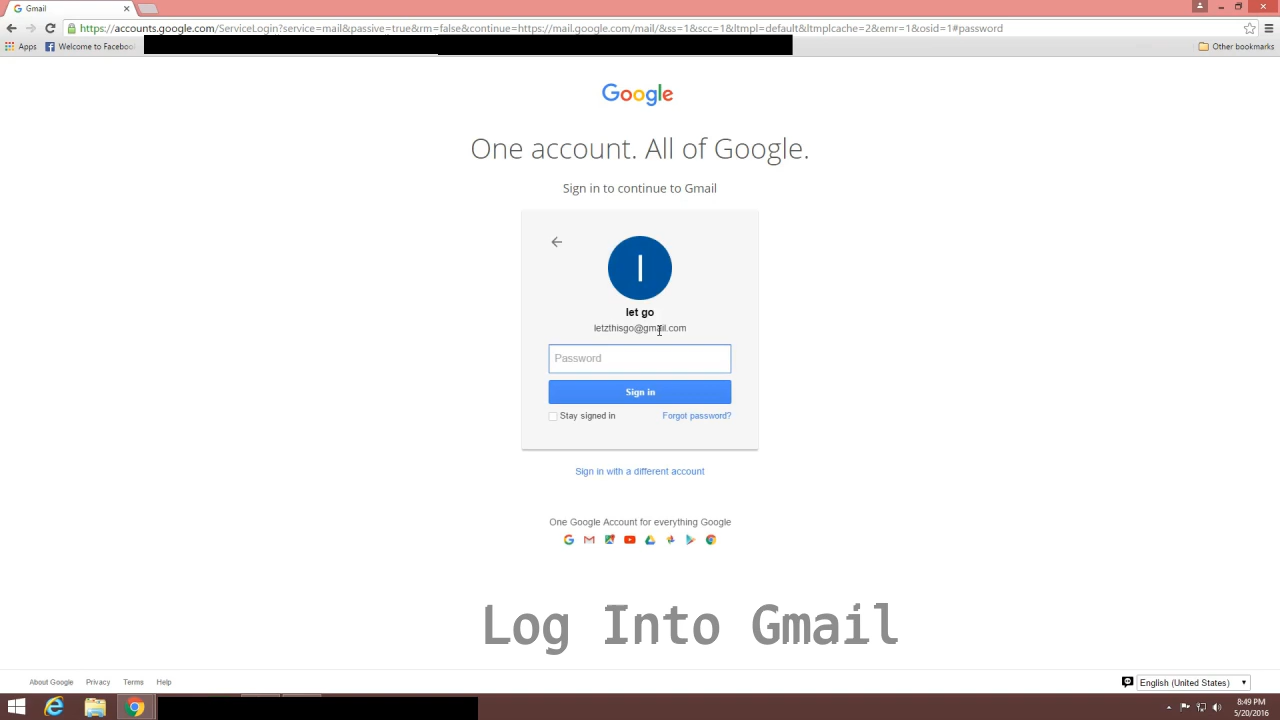 Gmail
https://accounts.google.com/ServiceLogin?service=mail&passive=true&rm=false&continue=https://mail.google.com/mail/&ss=1&scc=1&ltmpl=default&ltmplcache=2&emr=1&osid=1#password
Apps Welcome to Facebo Other bookmarks
Google
One account. All of Google.
Sign in to continue to Gmail
l
let go
letzthisgo@gmail.com
Password
Sign in
Stay signed in Forgot password?
Sign in with a different account
One Google Account for everything Google
Log Into Gmail
About Google Privacy Terms Help English (United States)
8:49 PM
5/20/2016